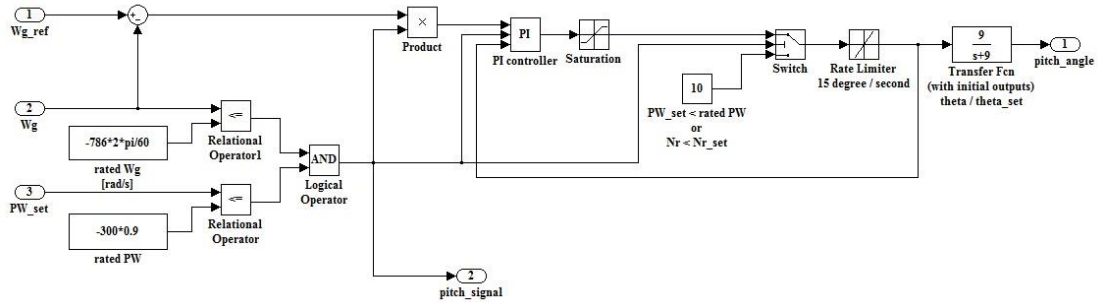 1
Wg_ref
+_
×
Product
PI
PI controller
Saturation
Switch
Rate Limiter
15 degree / second
9
s+9
Transfer Fcn
(with initial outputs)
theta / theta_set
1
pitch_angle
10
PW_set < rated PW
or
Nr < Nr_set
2
Wg
<=
Relational
Operator1
-786*2*pi/60
rated Wg
[rad/s]
AND
Logical
Operator
3
PW_set
<=
Relational
Operator
-300*0.9
rated PW
2
pitch_signal